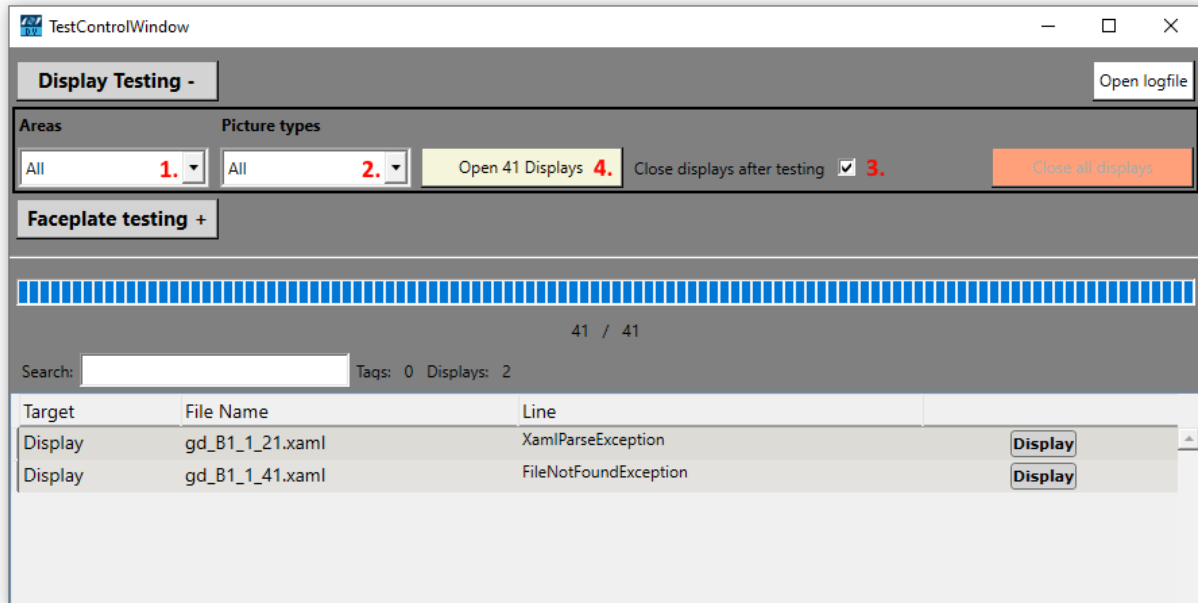 TestControlWindow
Display Testing -
Open logfile
Areas
Picture types
All 1.
All 2.
Open 41 Displays 4.
Close displays after testing 3.
Close all displays
Faceplate testing +
41 / 41
Search:
Tags: 0 Displays: 2
Target File Name Line
Display gd_B1_1_21.xaml XamlParseException Display
Display gd_B1_1_41.xaml FileNotFoundException Display